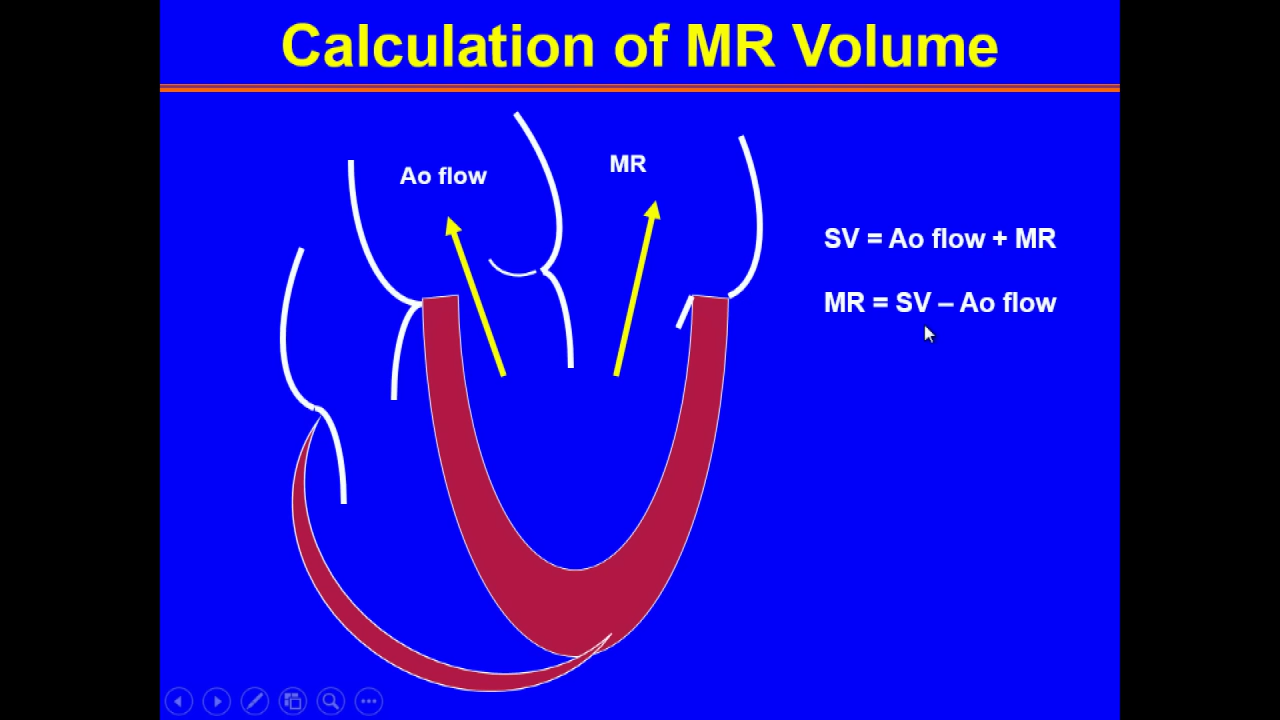 Calculation of MR Volume
Ao flow
MR
SV = Ao flow + MR
MR = SV – Ao flow